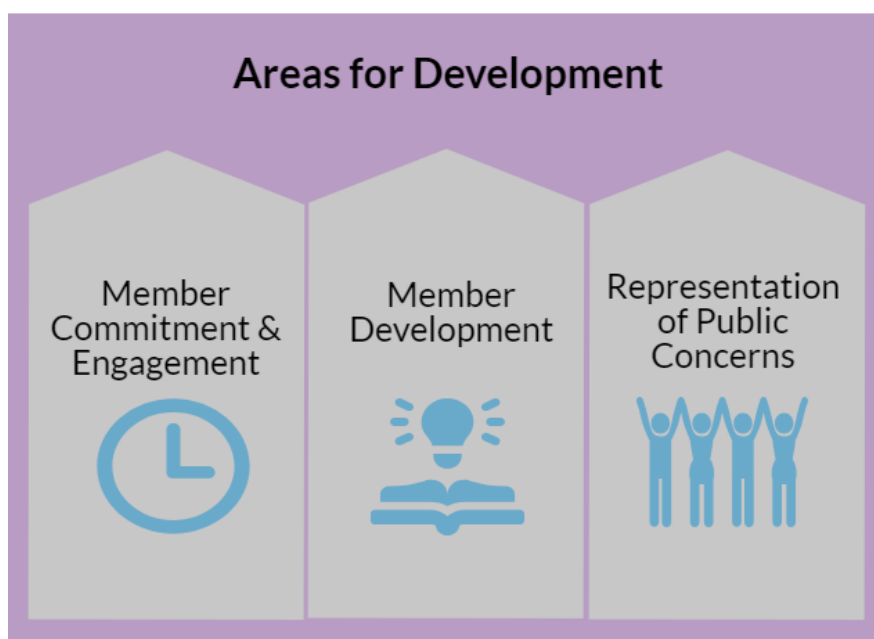 Areas for Development
Member
Commitment &
Engagement
Member
Development
Representation
of Public
Concerns